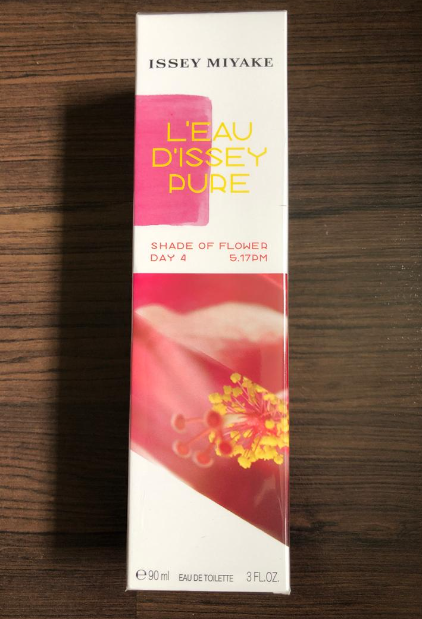 ISSEY MIYAKE
L'EAU
D'ISSEY
PURE
SHADE OF FLOWER
DAY 4 5.17PM
℮ 90 ml EAU DE TOILETTE 3 FL.OZ.